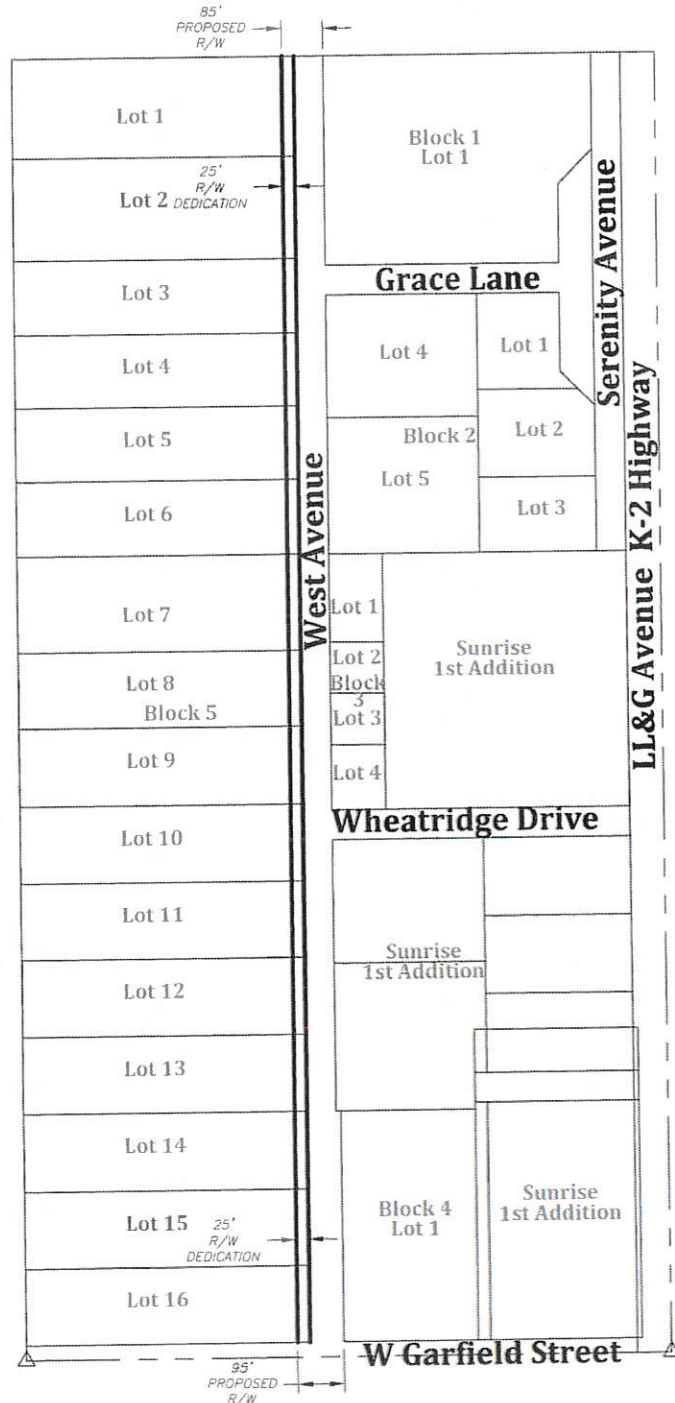 85'
PROPOSED
R/W
Lot 1
Block 1
Lot 1
25'
R/W
DEDICATION
Lot 2
Serenity Avenue
Grace Lane
Lot 3
Lot 4
Lot 1
Lot 4
Block 2
Lot 2
Lot 5
Lot 5
Lot 3
Lot 6
West Avenue
LL&G Avenue K-2 Highway
Lot 7
Lot 1
Sunrise
1st Addition
Lot 2
Lot 8
Block
3
Block 5
Lot 3
Lot 9
Lot 4
Wheatridge Drive
Lot 10
Lot 11
Sunrise
1st Addition
Lot 12
Lot 13
Lot 14
Block 4
Lot 1
Sunrise
1st Addition
Lot 15
25'
R/W
DEDICATION
Lot 16
W Garfield Street
95'
PROPOSED
R/W